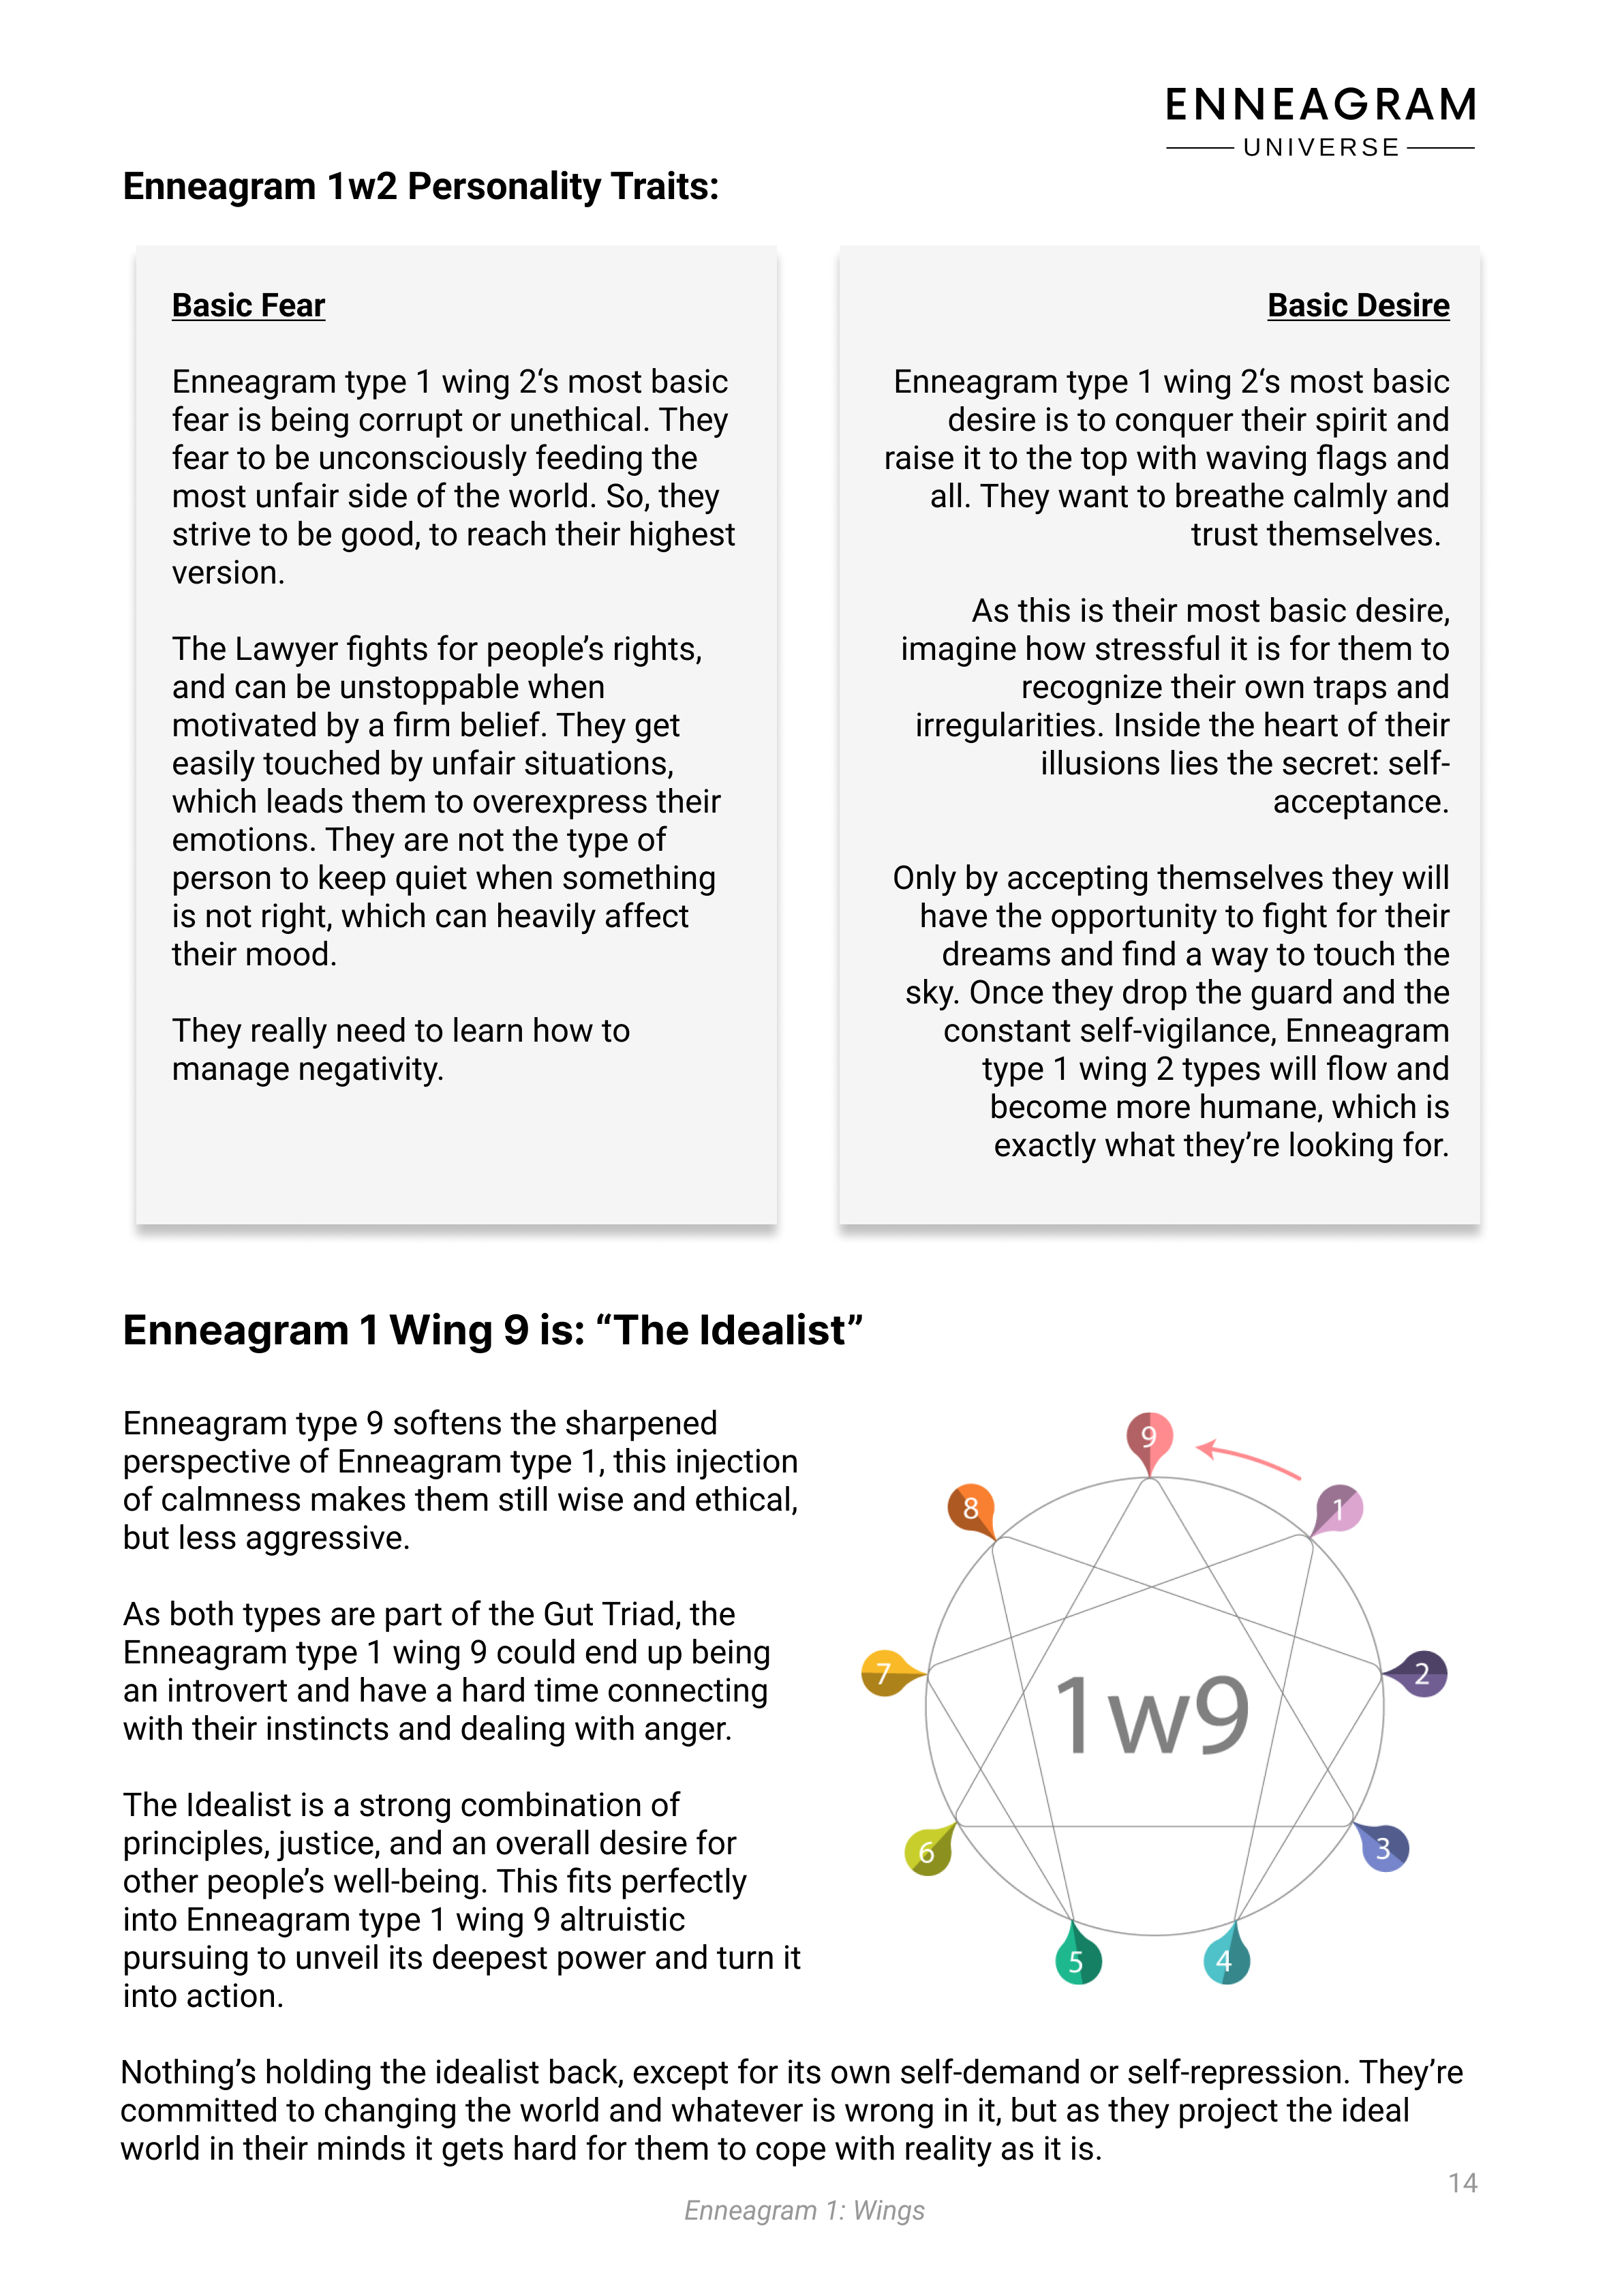 ENNEAGRAM
UNIVERSE
Enneagram 1w2 Personality Traits:
Basic Fear
Enneagram type 1 wing 2‘s most basic
fear is being corrupt or unethical. They
fear to be unconsciously feeding the
most unfair side of the world. So, they
strive to be good, to reach their highest
version.
The Lawyer fights for people’s rights,
and can be unstoppable when
motivated by a firm belief. They get
easily touched by unfair situations,
which leads them to overexpress their
emotions. They are not the type of
person to keep quiet when something
is not right, which can heavily affect
their mood.
They really need to learn how to
manage negativity.
Basic Desire
Enneagram type 1 wing 2‘s most basic
desire is to conquer their spirit and
raise it to the top with waving flags and
all. They want to breathe calmly and
trust themselves.
As this is their most basic desire,
imagine how stressful it is for them to
recognize their own traps and
irregularities. Inside the heart of their
illusions lies the secret: self-
acceptance.
Only by accepting themselves they will
have the opportunity to fight for their
dreams and find a way to touch the
sky. Once they drop the guard and the
constant self-vigilance, Enneagram
type 1 wing 2 types will flow and
become more humane, which is
exactly what they’re looking for.
Enneagram 1 Wing 9 is: “The Idealist”
Enneagram type 9 softens the sharpened
perspective of Enneagram type 1, this injection
of calmness makes them still wise and ethical,
but less aggressive.
As both types are part of the Gut Triad, the
Enneagram type 1 wing 9 could end up being
an introvert and have a hard time connecting
with their instincts and dealing with anger.
The Idealist is a strong combination of
principles, justice, and an overall desire for
other people’s well-being. This fits perfectly
into Enneagram type 1 wing 9 altruistic
pursuing to unveil its deepest power and turn it
into action.
9
8
1
7
2
1w9
6
3
5
4
Nothing’s holding the idealist back, except for its own self-demand or self-repression. They’re
committed to changing the world and whatever is wrong in it, but as they project the ideal
world in their minds it gets hard for them to cope with reality as it is.
14
Enneagram 1: Wings